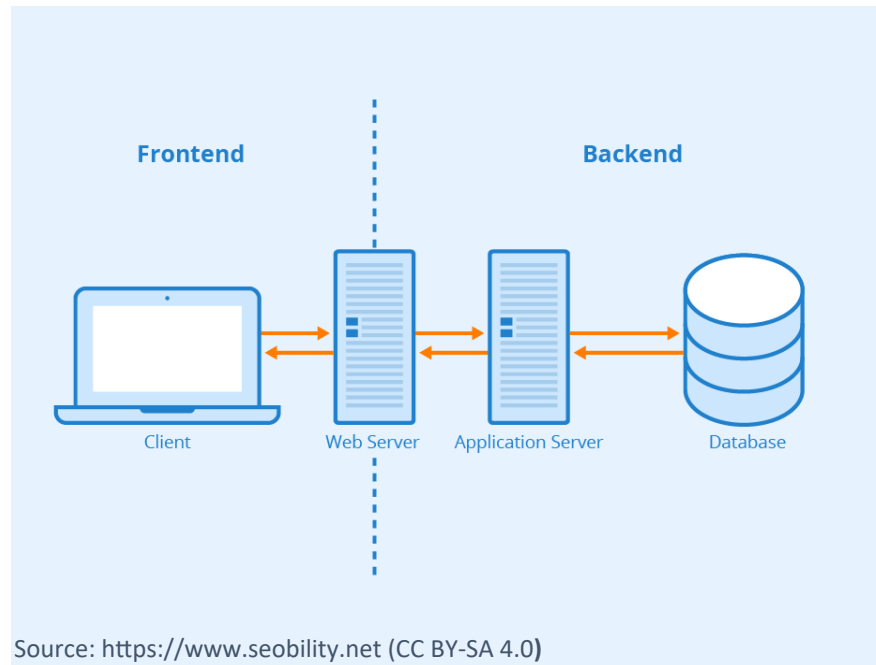 Frontend
Backend
Client
Web Server
Application Server
Database
Source: https://www.seobility.net (CC BY-SA 4.0)